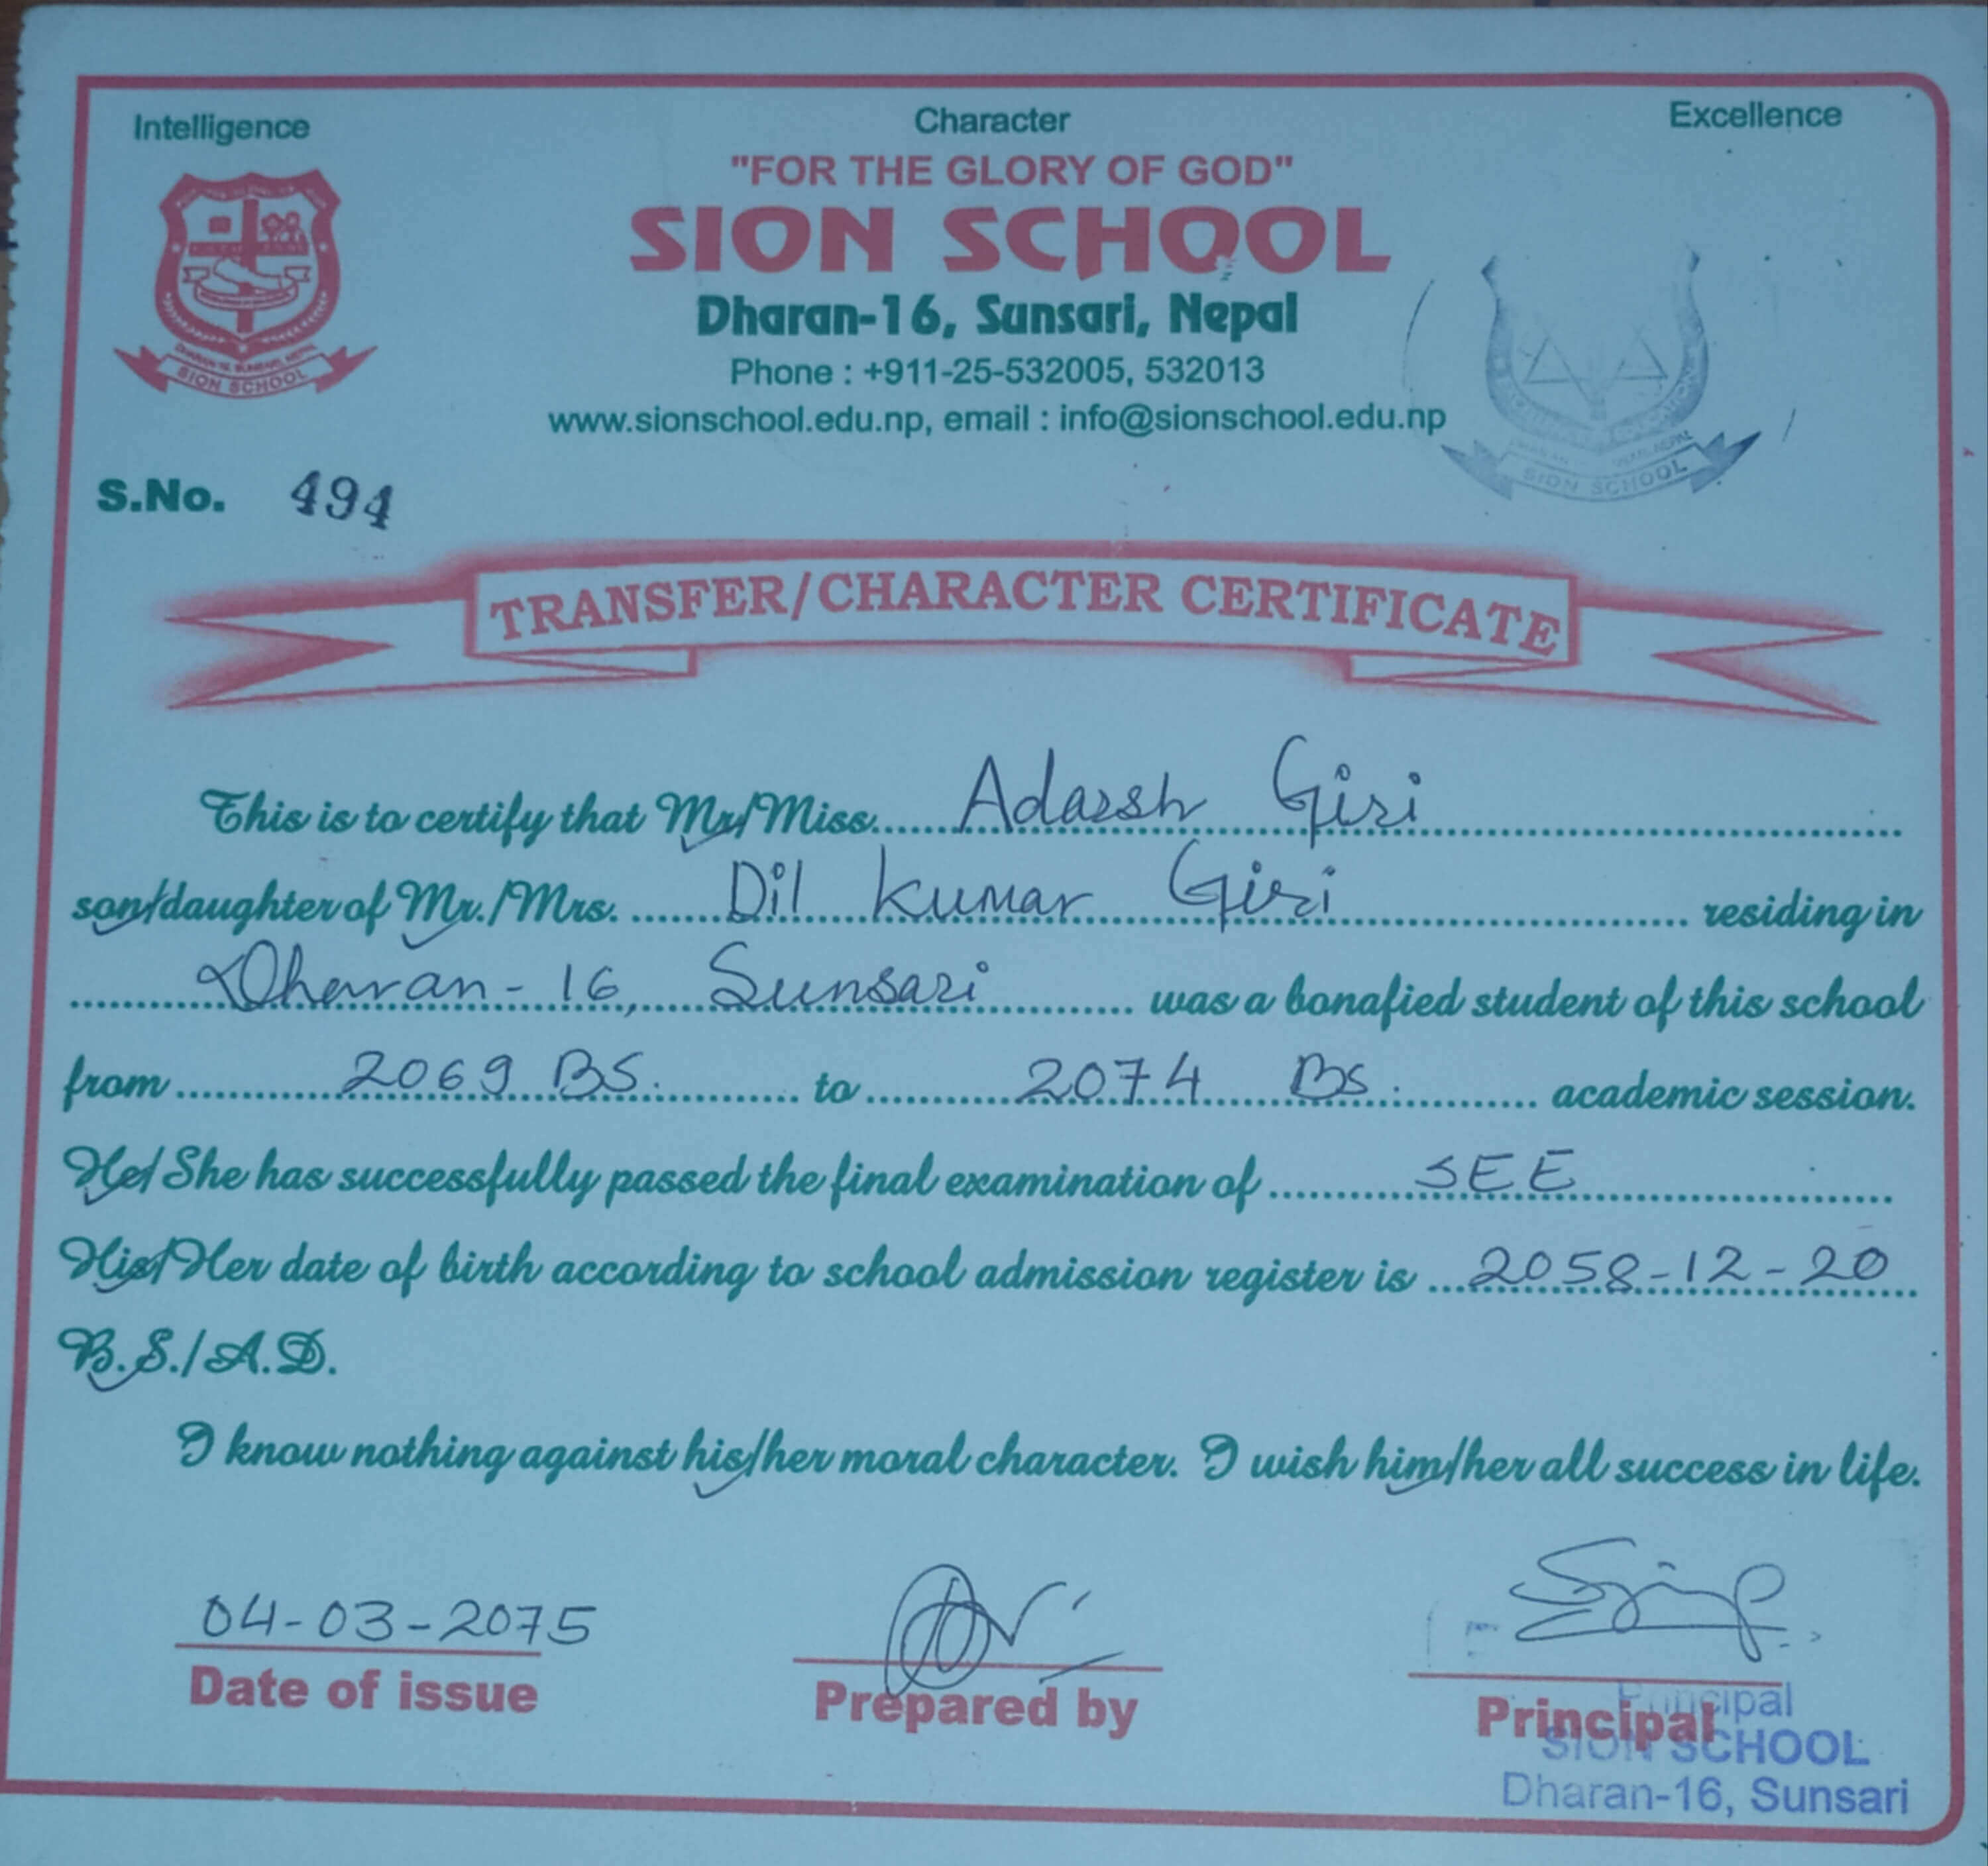 Intelligence Character Excellence
"FOR THE GLORY OF GOD"
SION SCHOOL
Dharan-16, Sunsari, Nepal
Phone : +911-25-532005, 532013
www.sionschool.edu.np, email : info@sionschool.edu.np
SION SCHOOL
SION SCHOOL
S.No. 494
TRANSFER/CHARACTER CERTIFICATE
This is to certify that Mr/Miss Adarsh Giri
son/daughter of Mr./Mrs. Dil Kumar Giri residing in
Dharan-16, Sunsari was a bonafied student of this school
from 2069 BS. to 2074 BS. academic session.
He/She has successfully passed the final examination of SEE
His/Her date of birth according to school admission register is 2058-12-20
B.S./A.D.
I know nothing against his/her moral character. I wish him/her all success in life.
04-03-2075
Date of issue Prepared by Principal
Principal
SION SCHOOL
Dharan-16, Sunsari